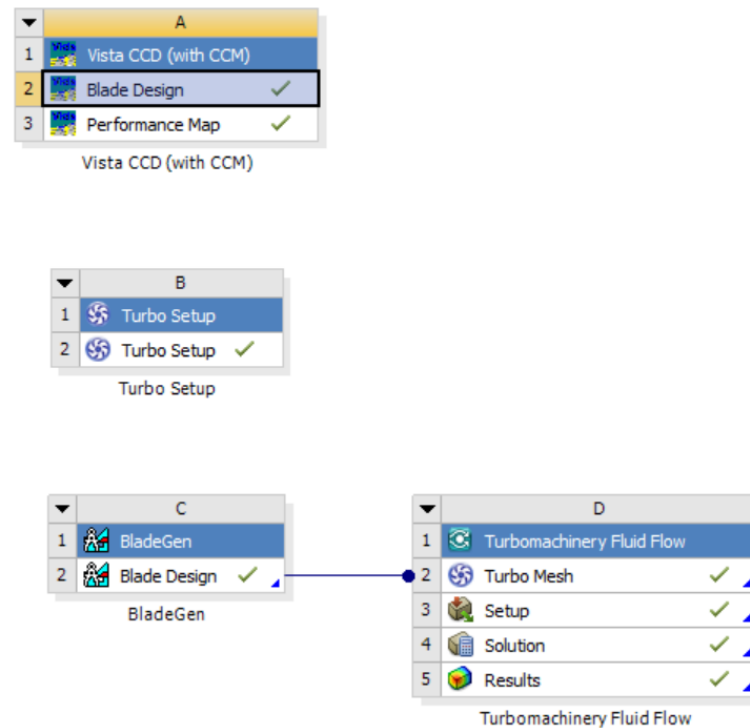 A
1 Vista CCD (with CCM)
2 Blade Design
3 Performance Map
Vista CCD (with CCM)
B
1 Turbo Setup
2 Turbo Setup
Turbo Setup
C
1 BladeGen
2 Blade Design
BladeGen
D
1 Turbomachinery Fluid Flow
2 Turbo Mesh
3 Setup
4 Solution
5 Results
Turbomachinery Fluid Flow